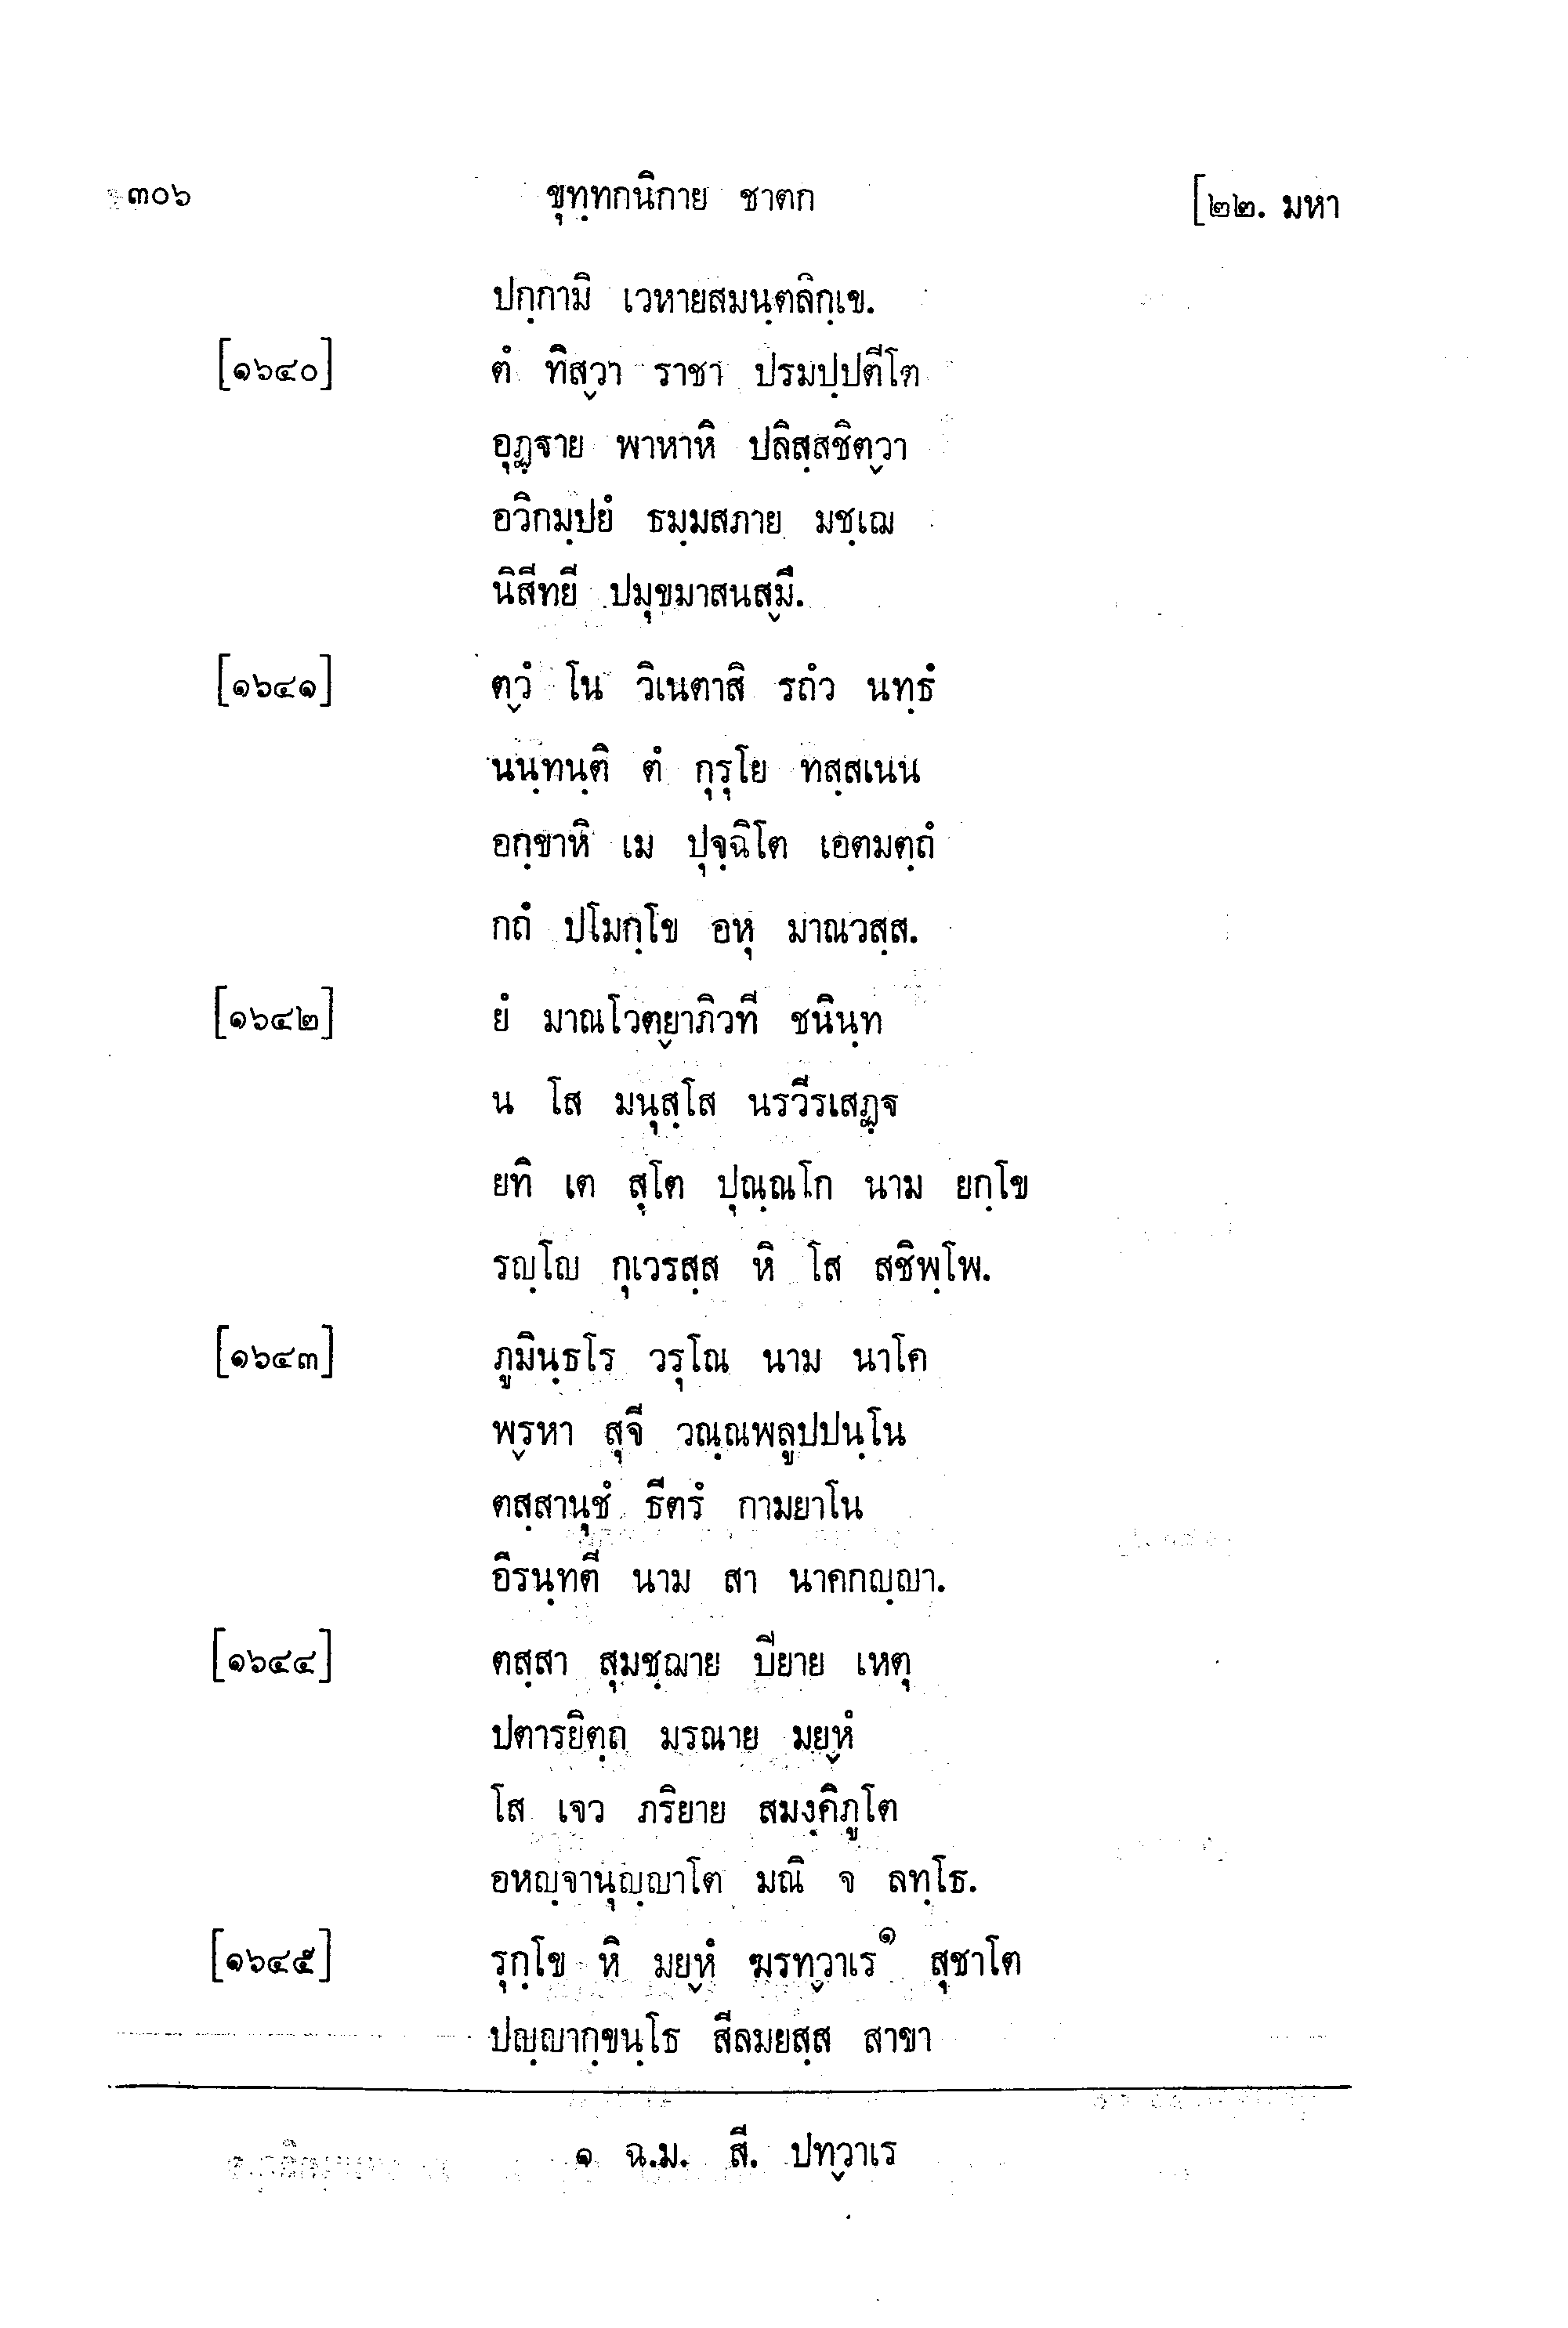 ๓๐๖ ขุทฺทกนิกาย ชาตก [๒๒. มหา
ปกฺกามิ เวหายสมนฺตลิกฺเข.
[๑๖๔๐] ตํ ทิสฺวา ราชา ปรมปฺปตีโต
อุฏฺฐาย พาหาหิ ปลิสฺสชิตฺวา
อวิกมฺปยํ ธมฺมสภาย มชฺเฌ
นิสีทยี ปมุขมาสนสฺมึ.
[๑๖๔๑] ตฺวํ โน วิเนตาสิ รถํว นทฺธํ
นนฺทนฺติ ตํ กุรุโย ทสฺสเนน
อกฺขาหิ เม ปุจฺฉิโต เอตมตฺถํ
กถํ ปโมกฺโข อหุ มาณวสฺส.
[๑๖๔๒] ยํ มาณโวตฺยาภิวที ชนินฺท
น โส มนุสฺโส นรวีรเสฏฺฐ
ยทิ เต สุโต ปุณฺณโก นาม ยกฺโข
รญฺโญ กุเวรสฺส หิ โส สชิพฺโพ.
[๑๖๔๓] ภูมินฺธโร วรุโณ นาม นาโค
พฺรหา สุจี วณฺณพลูปปนฺโน
ตสฺสานุชํ ธีตรํ กามยาโน
อิรนฺทตี นาม สา นาคกญฺญา.
[๑๖๔๔] ตสฺสา สุมชฺฌาย ปิยาย เหตุ
ปตารยิตฺถ มรณาย มยฺหํ
โส เจว ภริยาย สมงฺคิภูโต
อหญฺจานุญฺญาโต มณิ จ ลทฺโธ.
[๑๖๔๕] รุกฺโข หิ มยฺหํ ฆรทฺวาเร๑ สุชาโต
ปญฺญากฺขนฺโธ สีลมยสฺส สาขา
๑ ฉ.ม. สี. ปทฺวาเร